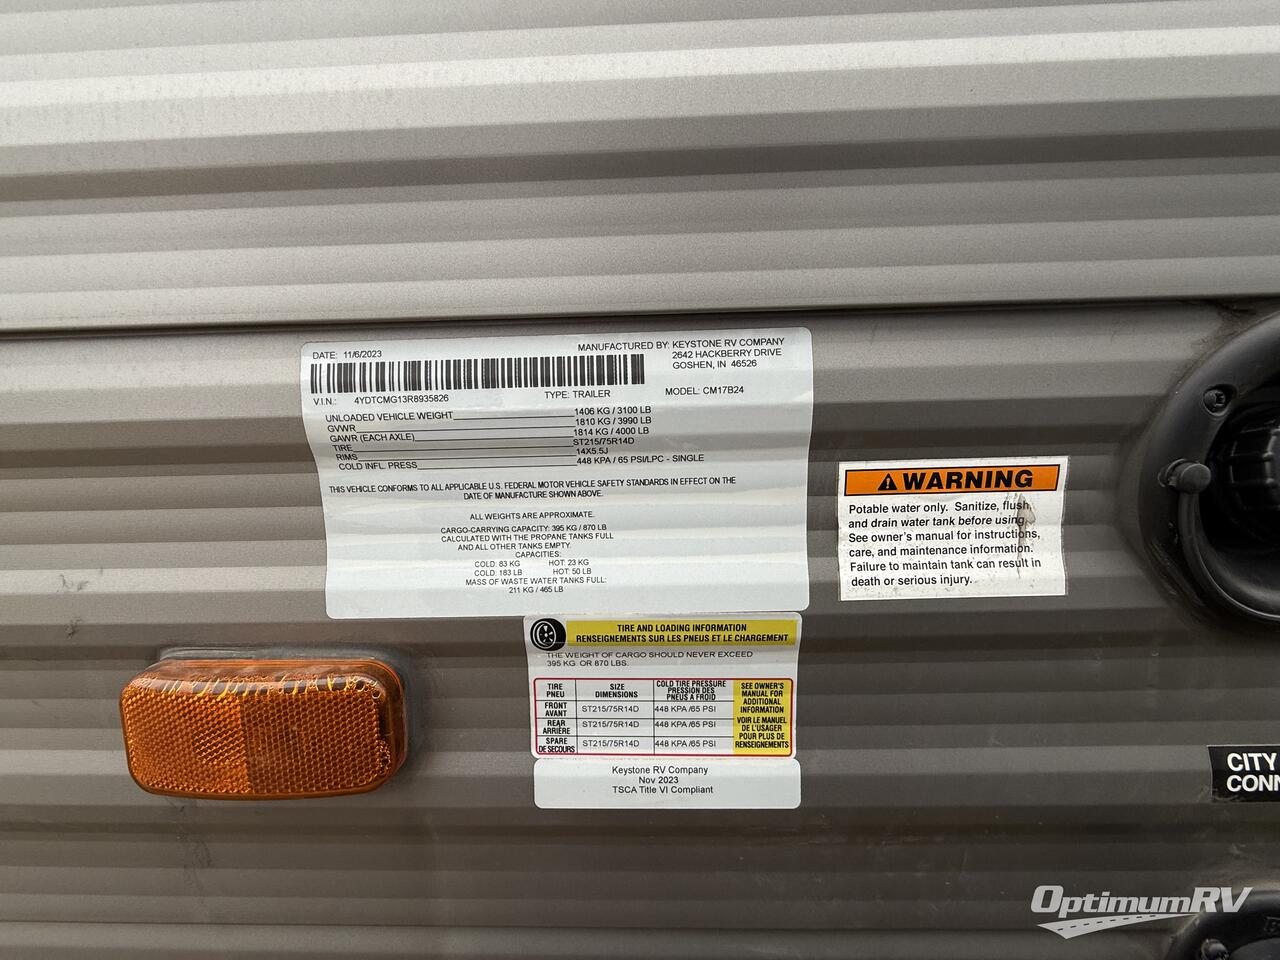 DATE: 11/6/2023
MANUFACTURED BY: KEYSTONE RV COMPANY
2642 HACKBERRY DRIVE
GOSHEN, IN 46526
V.I.N.: 4YDTCMG13R8935826 TYPE: TRAILER MODEL: CM17B24
UNLOADED VEHICLE WEIGHT 1406 KG / 3100 LB
GVWR 1810 KG / 3990 LB
GAWR (EACH AXLE) 1814 KG / 4000 LB
TIRE ST215/75R14D
RIMS 14X5.5J
COLD INFL. PRESS 448 KPA / 65 PSI/LPC - SINGLE
THIS VEHICLE CONFORMS TO ALL APPLICABLE U.S. FEDERAL MOTOR VEHICLE SAFETY STANDARDS IN EFFECT ON THE
DATE OF MANUFACTURE SHOWN ABOVE.
ALL WEIGHTS ARE APPROXIMATE.
CARGO-CARRYING CAPACITY: 395 KG / 870 LB
CALCULATED WITH THE PROPANE TANKS FULL
AND ALL OTHER TANKS EMPTY.
CAPACITIES:
COLD: 83 KG HOT: 23 KG
COLD: 183 LB HOT: 50 LB
MASS OF WASTE WATER TANKS FULL:
211 KG / 465 LB
WARNING
Potable water only. Sanitize, flush,
and drain water tank before using.
See owner's manual for instructions,
care, and maintenance information.
Failure to maintain tank can result in
death or serious injury.
TIRE AND LOADING INFORMATION
RENSEIGNEMENTS SUR LES PNEUS ET LE CHARGEMENT
THE WEIGHT OF CARGO SHOULD NEVER EXCEED
395 KG OR 870 LBS.
TIRE
PNEU
SIZE
DIMENSIONS
COLD TIRE PRESSURE
PRESSION DES
PNEUS A FROID
FRONT
AVANT
ST215/75R14D
448 KPA /65 PSI
REAR
ARRIÈRE
ST215/75R14D
448 KPA /65 PSI
SPARE
DE SECOURS
ST215/75R14D
448 KPA /65 PSI
SEE OWNER'S
MANUAL FOR
ADDITIONAL
INFORMATION
VOIR LE MANUEL
DE L'USAGER
POUR PLUS DE
RENSEIGNEMENTS
Keystone RV Company
Nov 2023
TSCA Title VI Compliant
CITY
CONN
OptimumRV